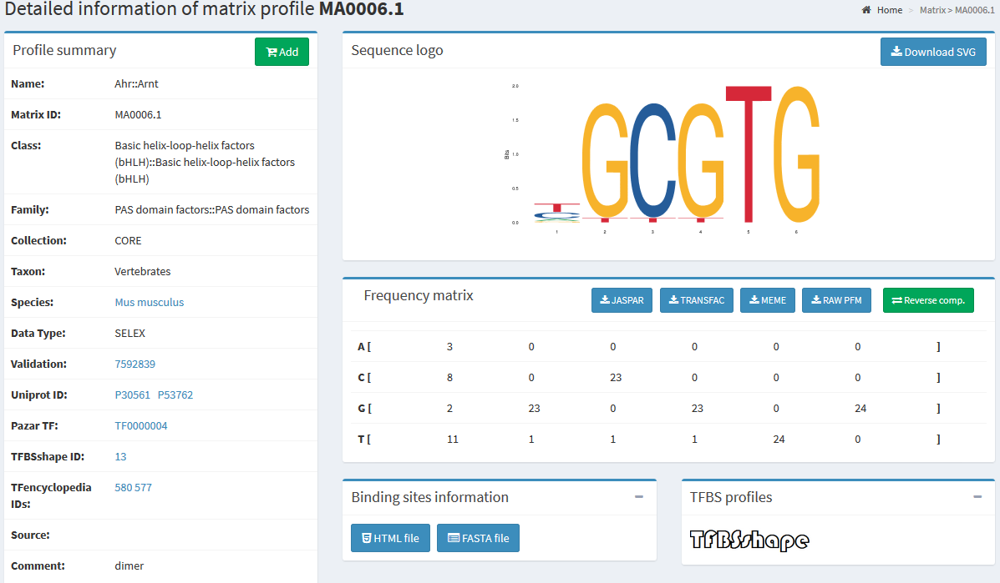 Detailed information of matrix profile MA0006.1
Home > Matrix > MA0006.1
Profile summary
Add
Name: Ahr::Arnt
Matrix ID: MA0006.1
Class: Basic helix-loop-helix factors
(bHLH)::Basic helix-loop-helix factors
(bHLH)
Family: PAS domain factors::PAS domain factors
Collection: CORE
Taxon: Vertebrates
Species: Mus musculus
Data Type: SELEX
Validation: 7592839
Uniprot ID: P30561 P53762
Pazar TF: TF0000004
TFBSshape ID: 13
TFencyclopedia 580 577
IDs:
Source:
Comment: dimer
Sequence logo
Download SVG
2.0
1.5
Bits 1.0
0.5
0.0
T
C
GCGTG
T T T
1 2 3 4 5 6
Frequency matrix
JASPAR TRANSFAC MEME RAW PFM Reverse comp.
A [ 3 0 0 0 0 0 ]
C [ 8 0 23 0 0 0 ]
G [ 2 23 0 23 0 24 ]
T [ 11 1 1 1 24 0 ]
Binding sites information −
HTML file FASTA file
TFBS profiles −
TFBSshape